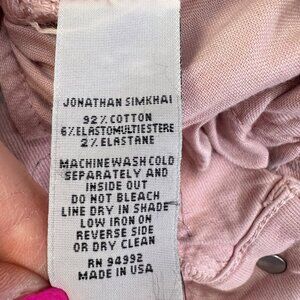 JONATHAN SIMKHAI
92% COTTON
6% ELASTOMULTIESTERE
2% ELASTANE
MACHINE WASH COLD
SEPARATELY AND
INSIDE OUT
DO NOT BLEACH
LINE DRY IN SHADE
LOW IRON ON
REVERSE SIDE
OR DRY CLEAN
RN 94992
MADE IN USA